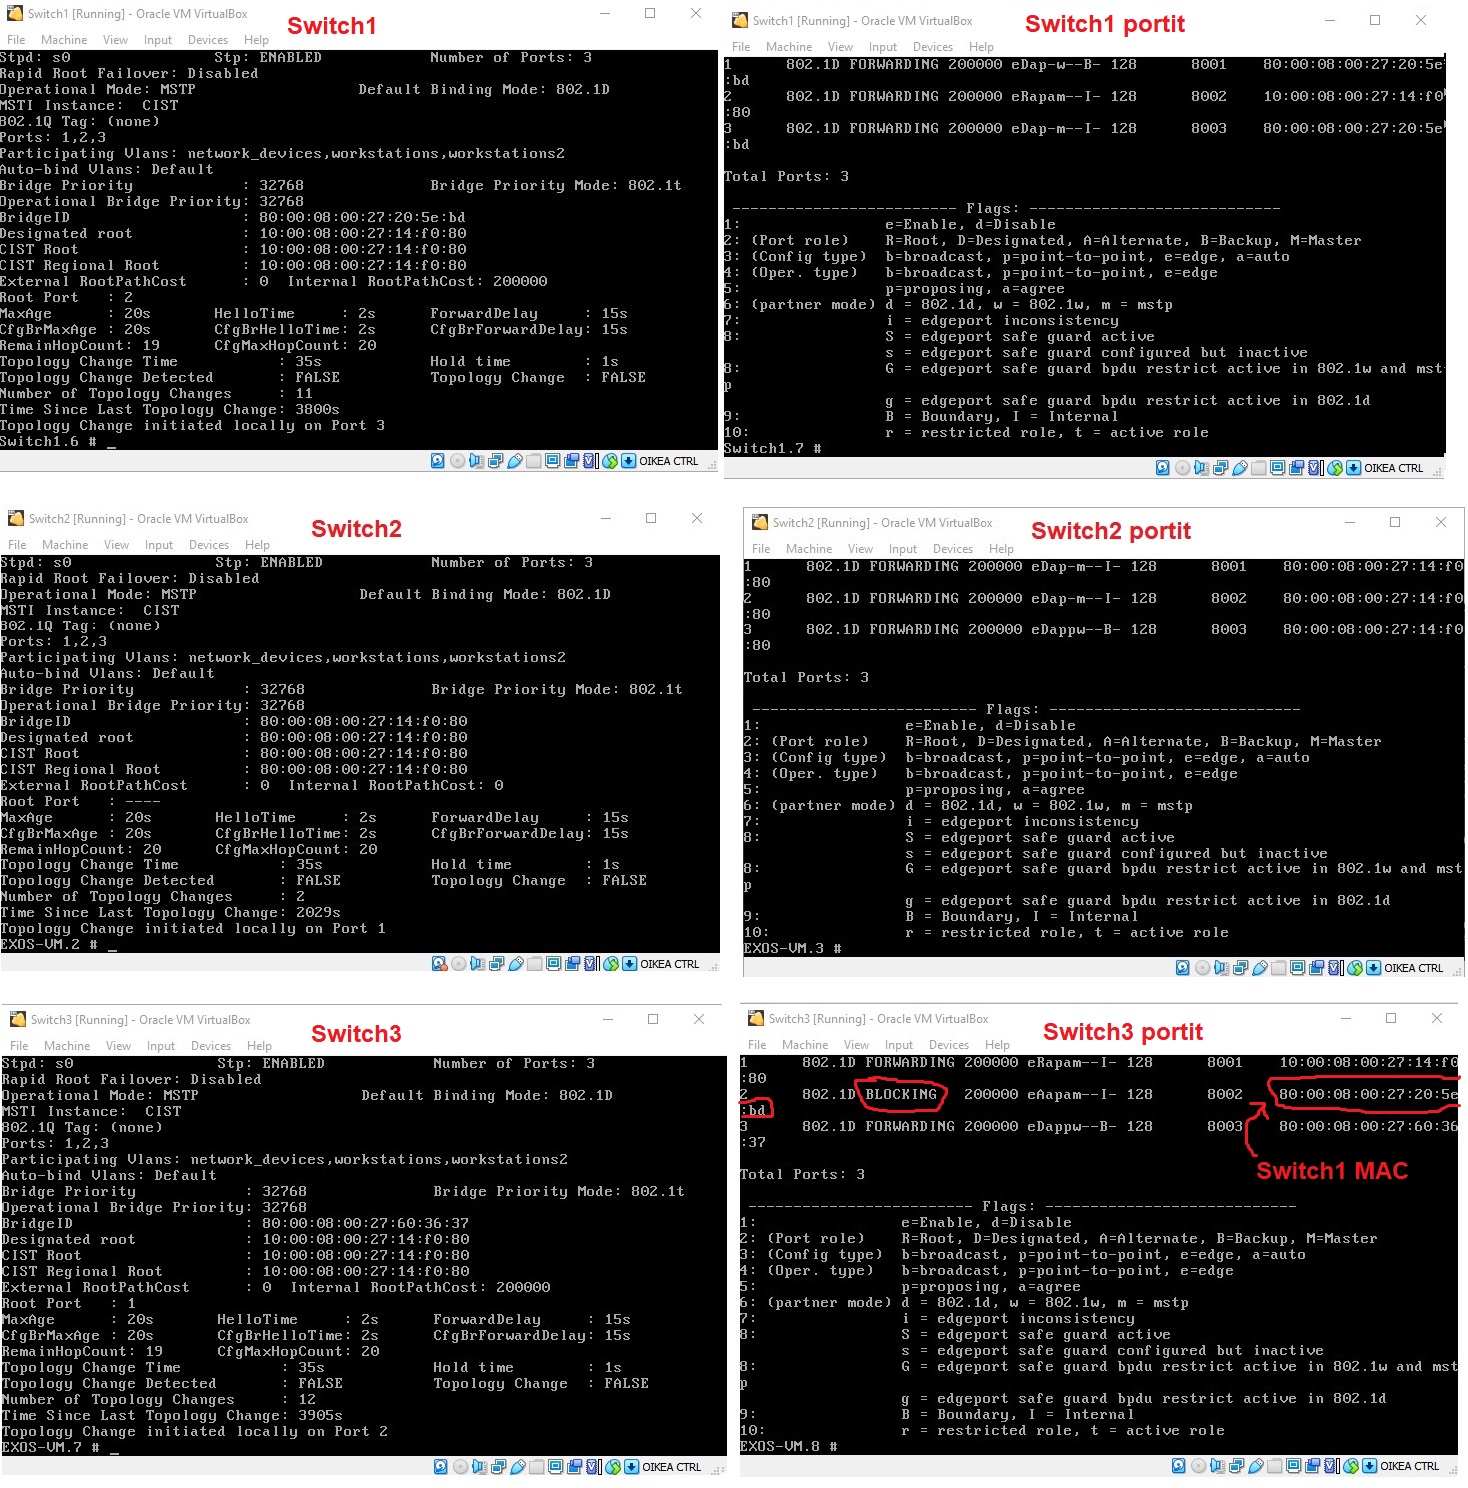 Switch1 [Running] - Oracle VM VirtualBox
Switch1
File Machine View Input Devices Help
Stpd: s0 Stp: ENABLED Number of Ports: 3
Rapid Root Failover: Disabled
Operational Mode: MSTP Default Binding Mode: 802.1D
MSTI Instance: CIST
802.1Q Tag: (none)
Ports: 1,2,3
Participating Vlans: network_devices,workstations,workstations2
Auto-bind Vlans: Default
Bridge Priority : 32768 Bridge Priority Mode: 802.1t
Operational Bridge Priority: 32768
BridgeID : 80:00:08:00:27:20:5e:bd
Designated root : 10:00:08:00:27:14:f0:80
CIST Root : 10:00:08:00:27:14:f0:80
CIST Regional Root : 10:00:08:00:27:14:f0:80
External RootPathCost : 0 Internal RootPathCost: 200000
Root Port : 2
MaxAge : 20s HelloTime : 2s ForwardDelay : 15s
CfgBrMaxAge : 20s CfgBrHelloTime: 2s CfgBrForwardDelay: 15s
RemainHopCount: 19 CfgMaxHopCount: 20
Topology Change Time : 35s Hold time : 1s
Topology Change Detected : FALSE Topology Change : FALSE
Number of Topology Changes : 11
Time Since Last Topology Change: 3800s
Topology Change initiated locally on Port 3
Switch1.6 # _
OIKEA CTRL
Switch1 [Running] - Oracle VM VirtualBox
Switch1 portit
File Machine View Input Devices Help
1 802.1D FORWARDING 200000 eDap-w--B- 128 8001 80:00:08:00:27:20:5e
:bd
2 802.1D FORWARDING 200000 eRapam--I- 128 8002 10:00:08:00:27:14:f0
:80
3 802.1D FORWARDING 200000 eDap-m--I- 128 8003 80:00:08:00:27:20:5e
:bd
Total Ports: 3
------------------------- Flags: ----------------------------
1: e=Enable, d=Disable
2: (Port role) R=Root, D=Designated, A=Alternate, B=Backup, M=Master
3: (Config type) b=broadcast, p=point-to-point, e=edge, a=auto
4: (Oper. type) b=broadcast, p=point-to-point, e=edge
5: p=proposing, a=agree
6: (partner mode) d = 802.1d, w = 802.1w, m = mstp
7: i = edgeport inconsistency
8: S = edgeport safe guard active
s = edgeport safe guard configured but inactive
8: G = edgeport safe guard bpdu restrict active in 802.1w and mst
p
g = edgeport safe guard bpdu restrict active in 802.1d
9: B = Boundary, I = Internal
10: r = restricted role, t = active role
Switch1.7 #
OIKEA CTRL
Switch2 [Running] - Oracle VM VirtualBox
Switch2
File Machine View Input Devices Help
Stpd: s0 Stp: ENABLED Number of Ports: 3
Rapid Root Failover: Disabled
Operational Mode: MSTP Default Binding Mode: 802.1D
MSTI Instance: CIST
802.1Q Tag: (none)
Ports: 1,2,3
Participating Vlans: network_devices,workstations,workstations2
Auto-bind Vlans: Default
Bridge Priority : 32768 Bridge Priority Mode: 802.1t
Operational Bridge Priority: 32768
BridgeID : 80:00:08:00:27:14:f0:80
Designated root : 80:00:08:00:27:14:f0:80
CIST Root : 80:00:08:00:27:14:f0:80
CIST Regional Root : 80:00:08:00:27:14:f0:80
External RootPathCost : 0 Internal RootPathCost: 0
Root Port : ----
MaxAge : 20s HelloTime : 2s ForwardDelay : 15s
CfgBrMaxAge : 20s CfgBrHelloTime: 2s CfgBrForwardDelay: 15s
RemainHopCount: 20 CfgMaxHopCount: 20
Topology Change Time : 35s Hold time : 1s
Topology Change Detected : FALSE Topology Change : FALSE
Number of Topology Changes : 2
Time Since Last Topology Change: 2029s
Topology Change initiated locally on Port 1
EXOS-VM.2 # _
OIKEA CTRL
Switch2 [Running] - Oracle VM VirtualBox
Switch2 portit
File Machine View Input Devices Help
1 802.1D FORWARDING 200000 eDap-m--I- 128 8001 80:00:08:00:27:14:f0
:80
2 802.1D FORWARDING 200000 eDap-m--I- 128 8002 80:00:08:00:27:14:f0
:80
3 802.1D FORWARDING 200000 eDappw--B- 128 8003 80:00:08:00:27:14:f0
:80
Total Ports: 3
------------------------- Flags: ----------------------------
1: e=Enable, d=Disable
2: (Port role) R=Root, D=Designated, A=Alternate, B=Backup, M=Master
3: (Config type) b=broadcast, p=point-to-point, e=edge, a=auto
4: (Oper. type) b=broadcast, p=point-to-point, e=edge
5: p=proposing, a=agree
6: (partner mode) d = 802.1d, w = 802.1w, m = mstp
7: i = edgeport inconsistency
8: S = edgeport safe guard active
s = edgeport safe guard configured but inactive
8: G = edgeport safe guard bpdu restrict active in 802.1w and mst
p
g = edgeport safe guard bpdu restrict active in 802.1d
9: B = Boundary, I = Internal
10: r = restricted role, t = active role
EXOS-VM.3 #
OIKEA CTRL
Switch3 [Running] - Oracle VM VirtualBox
Switch3
File Machine View Input Devices Help
Stpd: s0 Stp: ENABLED Number of Ports: 3
Rapid Root Failover: Disabled
Operational Mode: MSTP Default Binding Mode: 802.1D
MSTI Instance: CIST
802.1Q Tag: (none)
Ports: 1,2,3
Participating Vlans: network_devices,workstations,workstations2
Auto-bind Vlans: Default
Bridge Priority : 32768 Bridge Priority Mode: 802.1t
Operational Bridge Priority: 32768
BridgeID : 80:00:08:00:27:60:36:37
Designated root : 10:00:08:00:27:14:f0:80
CIST Root : 10:00:08:00:27:14:f0:80
CIST Regional Root : 10:00:08:00:27:14:f0:80
External RootPathCost : 0 Internal RootPathCost: 200000
Root Port : 1
MaxAge : 20s HelloTime : 2s ForwardDelay : 15s
CfgBrMaxAge : 20s CfgBrHelloTime: 2s CfgBrForwardDelay: 15s
RemainHopCount: 19 CfgMaxHopCount: 20
Topology Change Time : 35s Hold time : 1s
Topology Change Detected : FALSE Topology Change : FALSE
Number of Topology Changes : 12
Time Since Last Topology Change: 3905s
Topology Change initiated locally on Port 2
EXOS-VM.7 # _
OIKEA CTRL
Switch3 [Running] - Oracle VM VirtualBox
Switch3 portit
File Machine View Input Devices Help
1 802.1D FORWARDING 200000 eRapam--I- 128 8001 10:00:08:00:27:14:f0
:80
2 802.1D BLOCKING 200000 eAapam--I- 128 8002 80:00:08:00:27:20:5e
:bd
3 802.1D FORWARDING 200000 eDappw--B- 128 8003 80:00:08:00:27:60:36
:37
Switch1 MAC
Total Ports: 3
------------------------- Flags: ----------------------------
1: e=Enable, d=Disable
2: (Port role) R=Root, D=Designated, A=Alternate, B=Backup, M=Master
3: (Config type) b=broadcast, p=point-to-point, e=edge, a=auto
4: (Oper. type) b=broadcast, p=point-to-point, e=edge
5: p=proposing, a=agree
6: (partner mode) d = 802.1d, w = 802.1w, m = mstp
7: i = edgeport inconsistency
8: S = edgeport safe guard active
s = edgeport safe guard configured but inactive
8: G = edgeport safe guard bpdu restrict active in 802.1w and mst
p
g = edgeport safe guard bpdu restrict active in 802.1d
9: B = Boundary, I = Internal
10: r = restricted role, t = active role
EXOS-VM.8 #
OIKEA CTRL